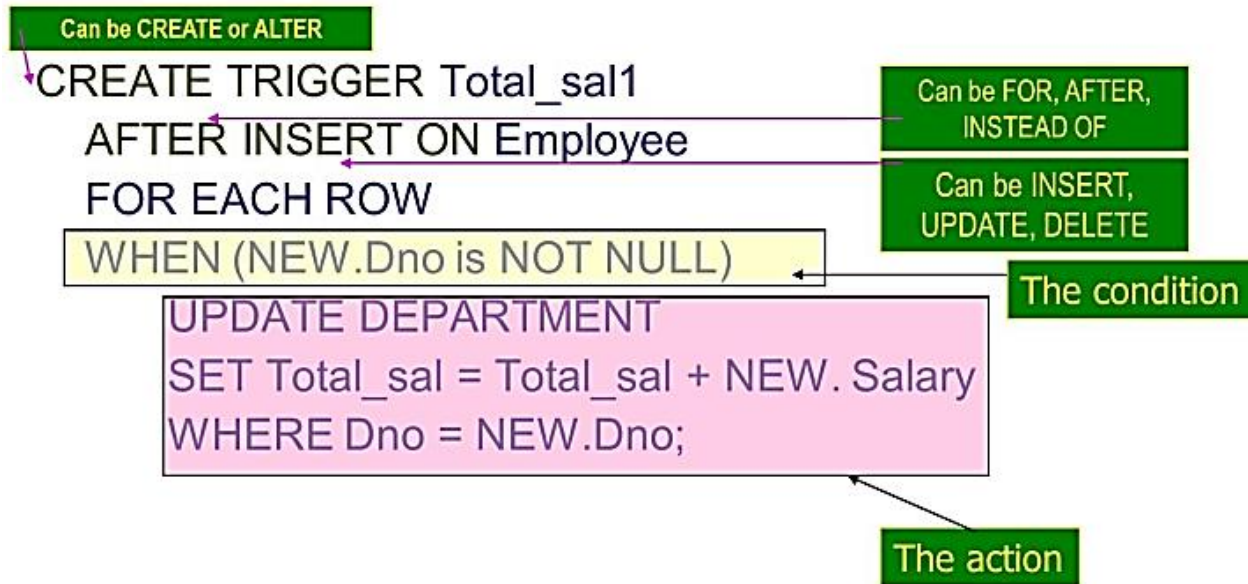 Can be CREATE or ALTER
CREATE TRIGGER Total_sal1
Can be FOR, AFTER,
INSTEAD OF
AFTER INSERT ON Employee
Can be INSERT,
UPDATE, DELETE
FOR EACH ROW
WHEN (NEW.Dno is NOT NULL)
The condition
UPDATE DEPARTMENT
SET Total_sal = Total_sal + NEW. Salary
WHERE Dno = NEW.Dno;
The action